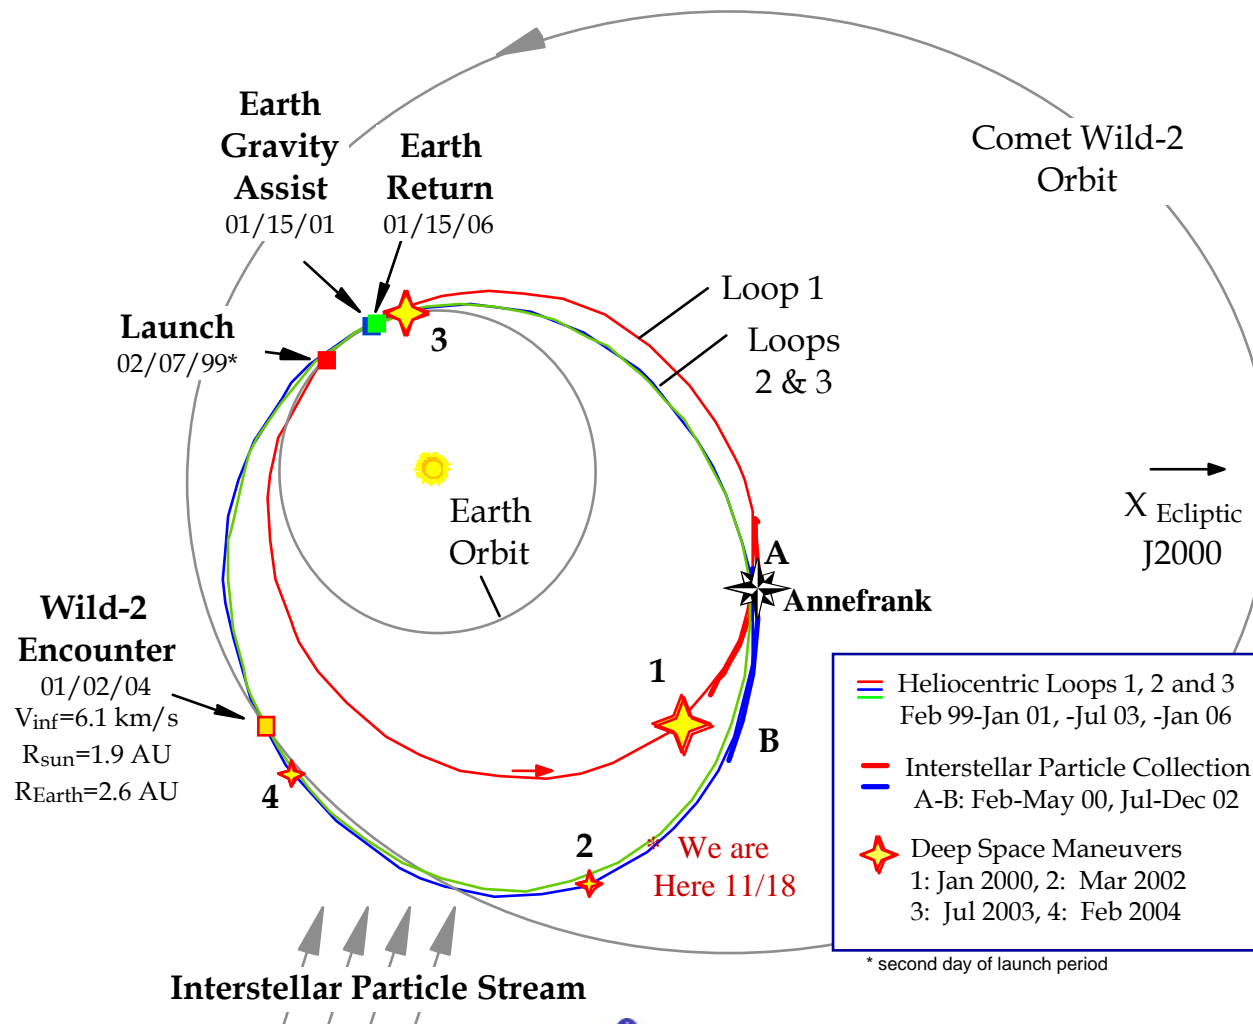 Earth
Gravity
Assist
01/15/01
Earth
Return
01/15/06
Comet Wild-2
Orbit
Launch
02/07/99*
3
Loop 1
Loops
2 & 3
Earth
Orbit
X Ecliptic
J2000
A
Annefrank
Wild-2
Encounter
01/02/04
Vinf=6.1 km/s
Rsun=1.9 AU
REarth=2.6 AU
1
B
4
2
* We are
Here 11/18
Heliocentric Loops 1, 2 and 3
Feb 99-Jan 01, -Jul 03, -Jan 06
Interstellar Particle Collection
A-B: Feb-May 00, Jul-Dec 02
Deep Space Maneuvers
1: Jan 2000, 2: Mar 2002
3: Jul 2003, 4: Feb 2004
* second day of launch period
Interstellar Particle Stream